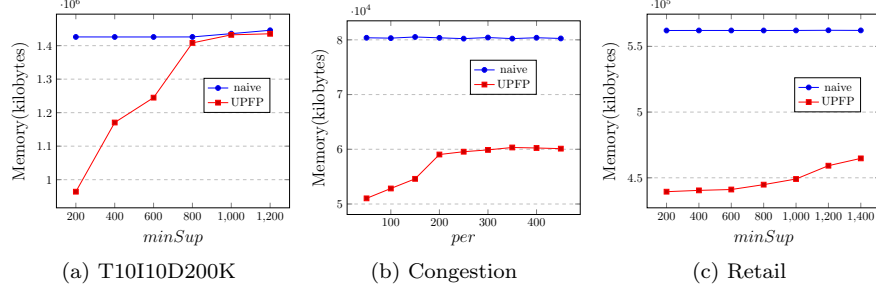 ·10⁶
1.4
1.3
1.2
1.1
1
Memory(kilobytes)
naive
UPFP
200 400 600 800 1,000 1,200
minSup
(a) T10I10D200K
·10⁴
8
7
6
5
Memory(kilobytes)
naive
UPFP
100 200 300 400
per
(b) Congestion
·10⁵
5.5
5
4.5
Memory(kilobytes)
naive
UPFP
200 400 600 800 1,000 1,200 1,400
minSup
(c) Retail